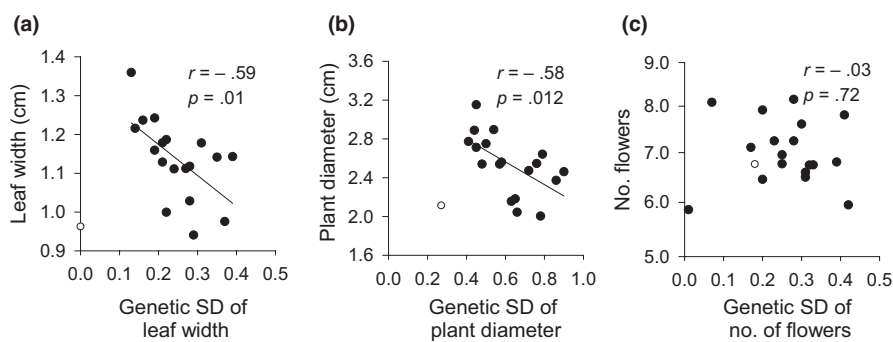 (a)
r = – .59
p = .01
Leaf width (cm)
1.4
1.3
1.2
1.1
1.0
0.9
0.0 0.1 0.2 0.3 0.4 0.5
Genetic SD of
leaf width
(b)
r = – .58
p = .012
Plant diameter (cm)
3.6
3.2
2.8
2.4
2.0
1.6
0.0 0.2 0.4 0.6 0.8 1.0
Genetic SD of
plant diameter
(c)
r = – .03
p = .72
No. flowers
9.0
8.0
7.0
6.0
5.0
0 0.1 0.2 0.3 0.4 0.5
Genetic SD of
no. of flowers